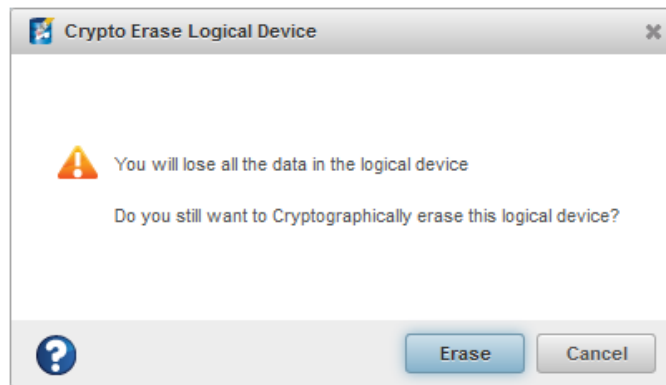 Crypto Erase Logical Device
You will lose all the data in the logical device
Do you still want to Cryptographically erase this logical device?
Erase Cancel